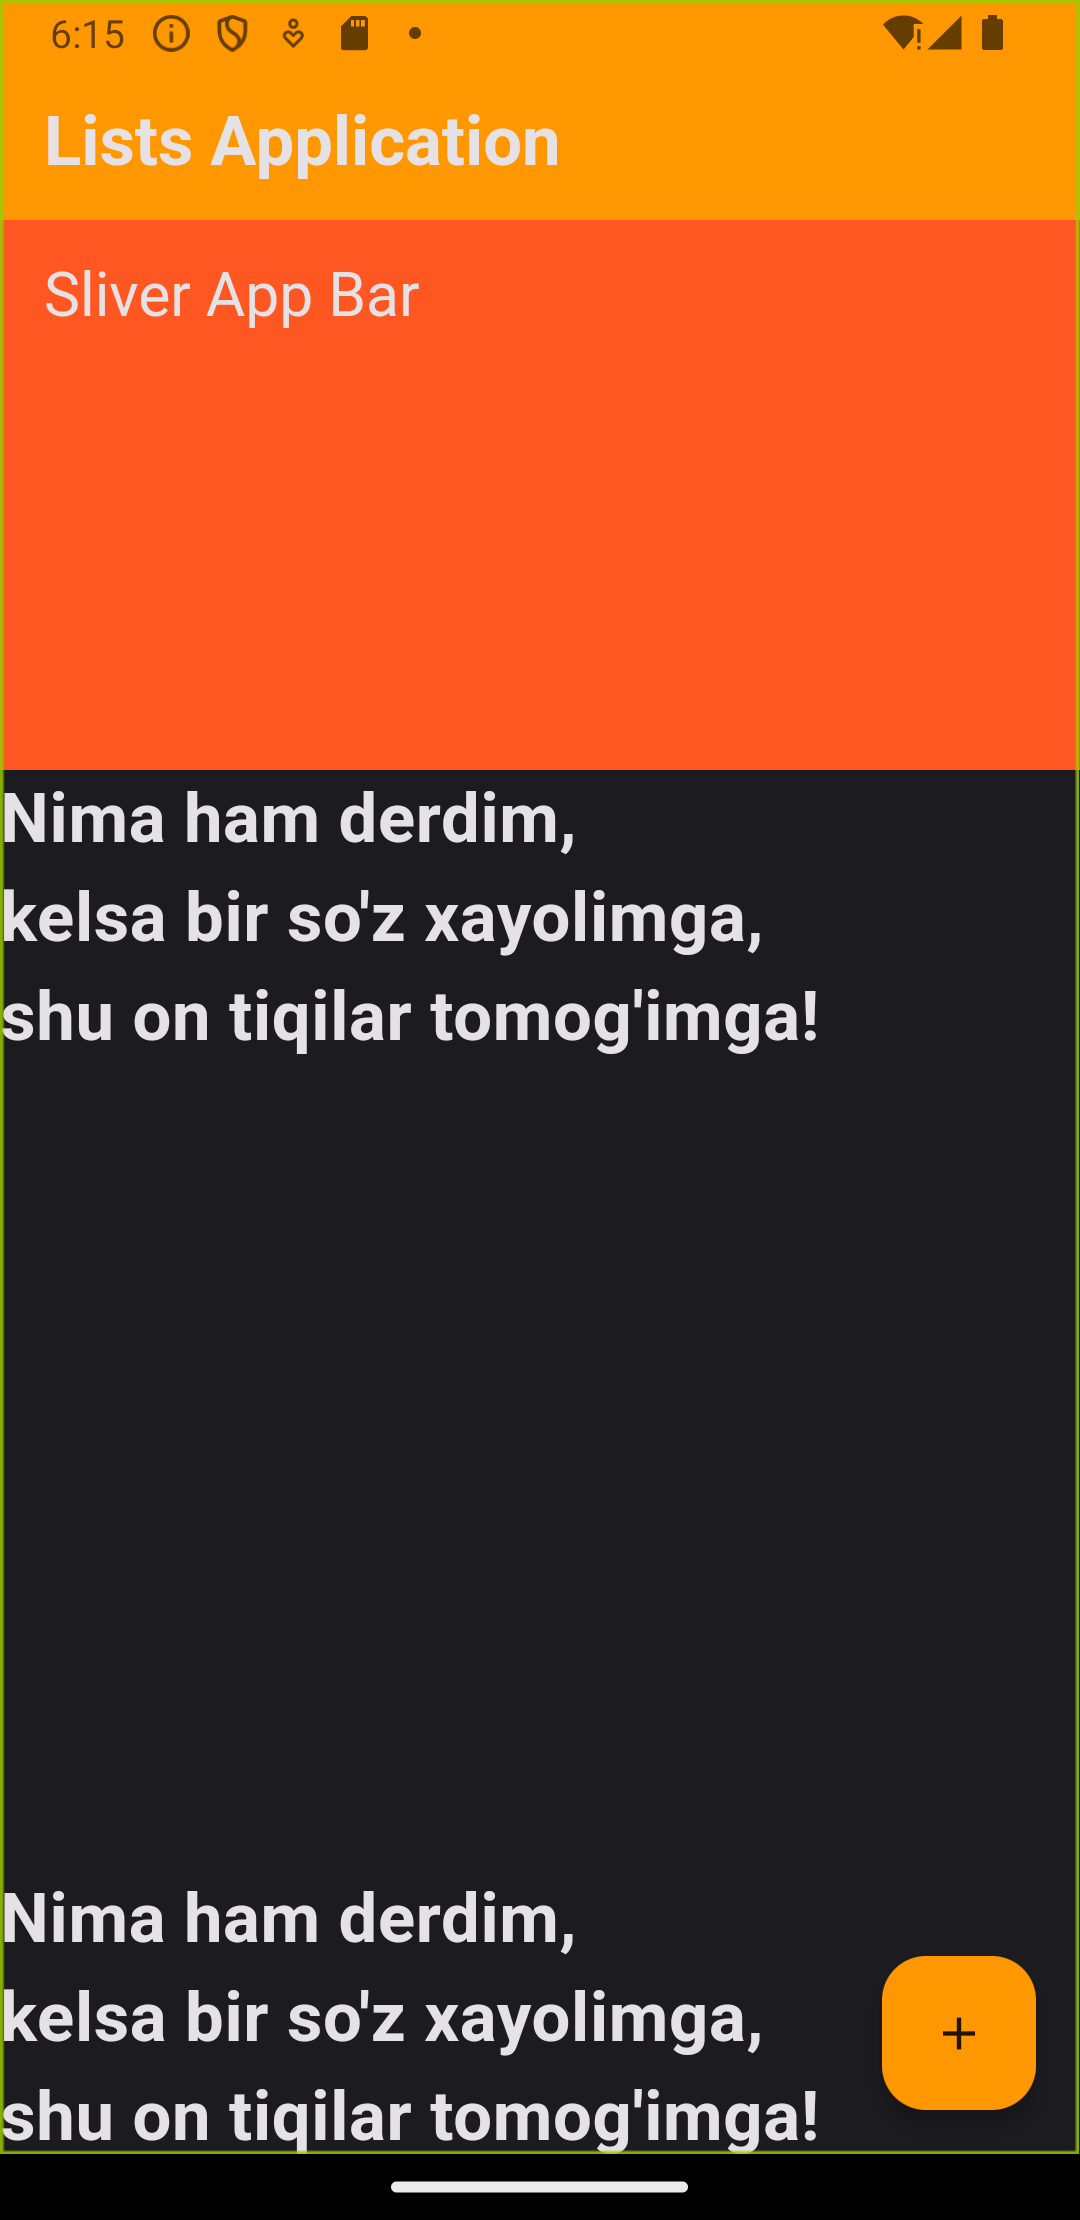 6:15
Lists Application
Sliver App Bar
Nima ham derdim,
kelsa bir so'z xayolimga,
shu on tiqilar tomog'imga!
Nima ham derdim,
kelsa bir so'z xayolimga,
shu on tiqilar tomog'imga!